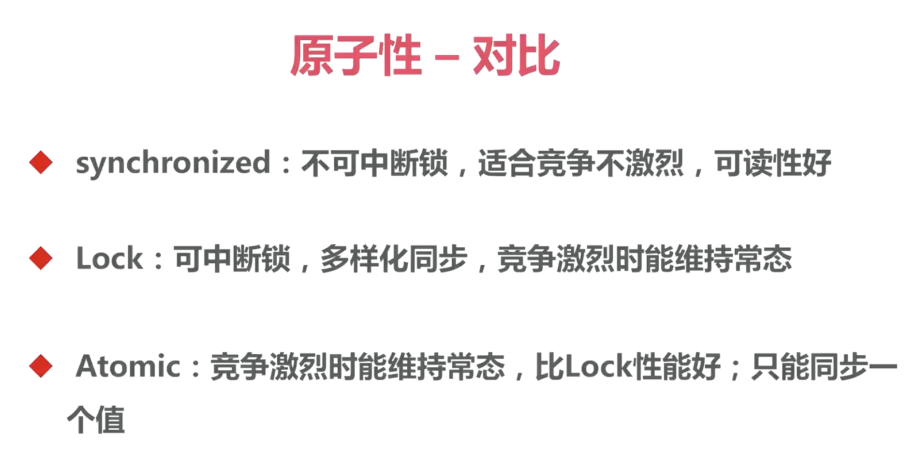 原子性 – 对比
synchronized：不可中断锁，适合竞争不激烈，可读性好
Lock：可中断锁，多样化同步，竞争激烈时能维持常态
Atomic：竞争激烈时能维持常态，比Lock性能好；只能同步一
个值